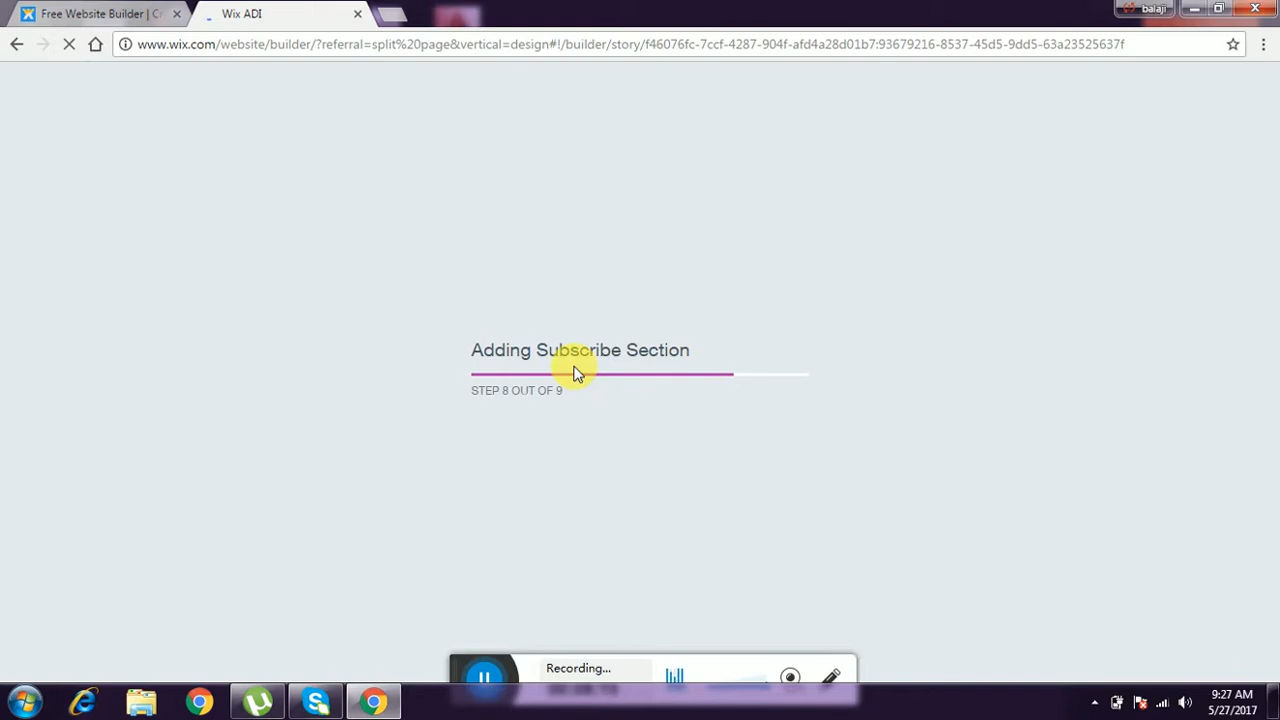 Free Website Builder | Cr
Wix ADI
balaji
www.wix.com/website/builder/?referral=split%20page&vertical=design#!/builder/story/f46076fc-7ccf-4287-904f-afd4a28d01b7:93679216-8537-45d5-9dd5-63a23525637f
Adding Subscribe Section
STEP 8 OUT OF 9
Recording...
9:27 AM
5/27/2017